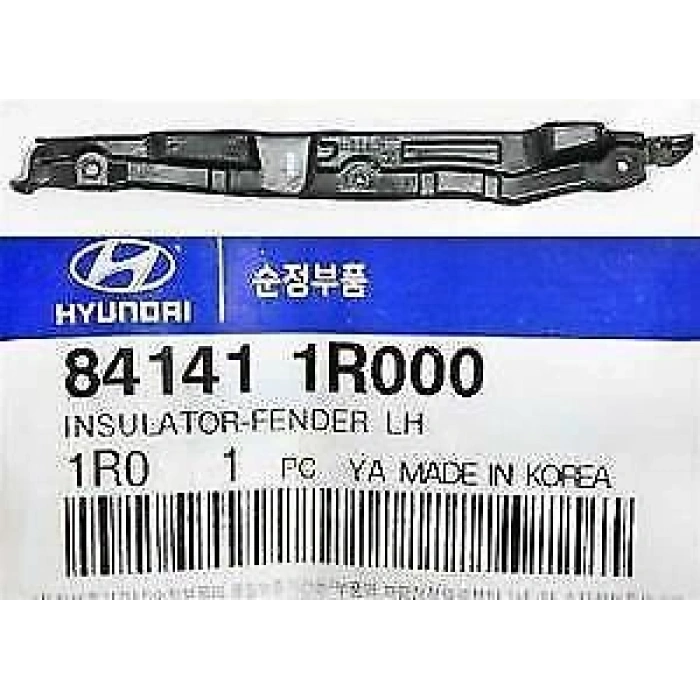 HYUNDAI
순정부품
84141 1R000
INSULATOR-FENDER LH
1R0 1 PC YA MADE IN KOREA